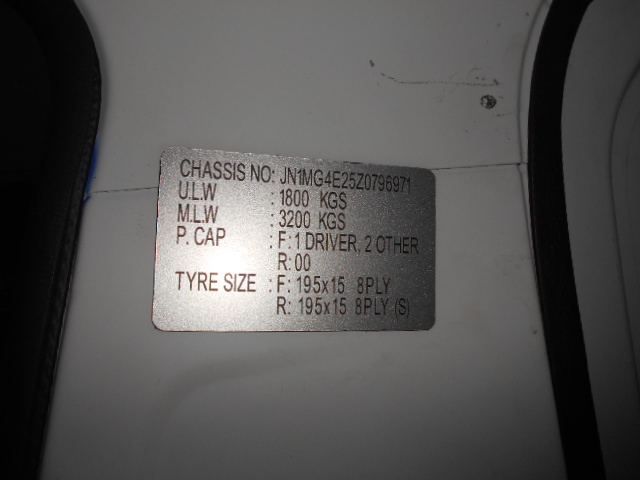 CHASSIS NO: JN1MG4E25Z0796971
U.L.W : 1800 KGS
M.L.W : 3200 KGS
P. CAP : F: 1 DRIVER, 2 OTHER
R: 00
TYRE SIZE : F: 195x15 8PLY
R: 195x15 8PLY (S)